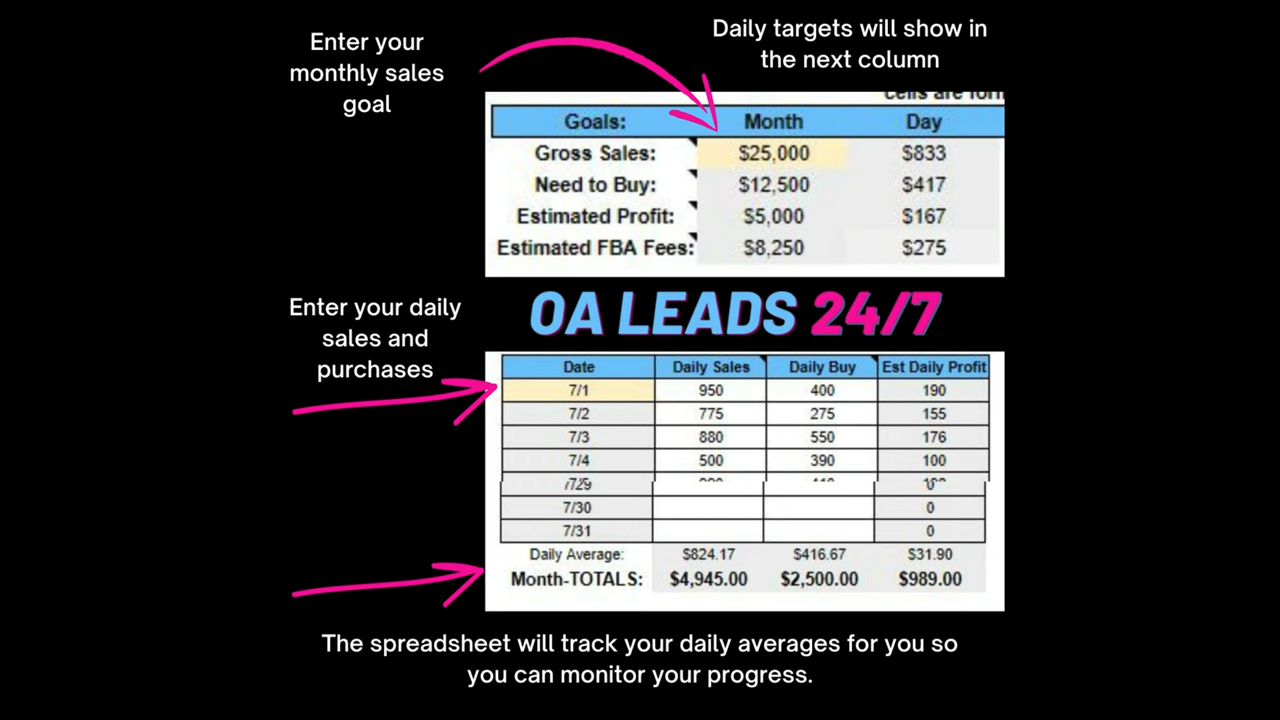 Enter your
monthly sales
goal
Daily targets will show in
the next column
Goals: Month Day
Gross Sales: $25,000 $833
Need to Buy: $12,500 $417
Estimated Profit: $5,000 $167
Estimated FBA Fees: $8,250 $275
OA LEADS 24/7
Enter your daily
sales and
purchases
Date Daily Sales Daily Buy Est Daily Profit
7/1 950 400 190
7/2 775 275 155
7/3 880 550 176
7/4 500 390 100
7/29
7/30 0
7/31 0
Daily Average: $824.17 $416.67 $31.90
Month-TOTALS: $4,945.00 $2,500.00 $989.00
The spreadsheet will track your daily averages for you so
you can monitor your progress.